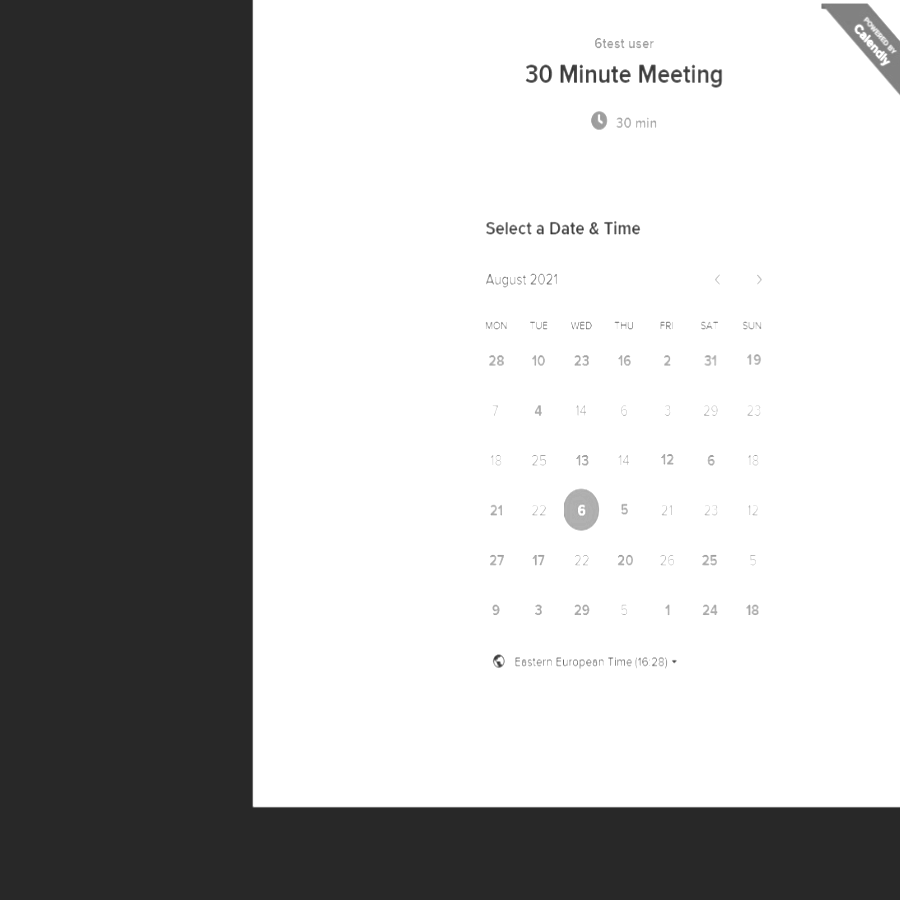 POWERED BY
Calendly
6test user
30 Minute Meeting
30 min
Select a Date & Time
August 2021
MON TUE WED THU FRI SAT SUN
28 10 23 16 2 31 19
7 4 14 6 3 29 23
18 25 13 14 12 6 18
21 22 6 5 21 23 12
27 17 22 20 26 25 5
9 3 29 5 1 24 18
Eastern European Time (16:28)